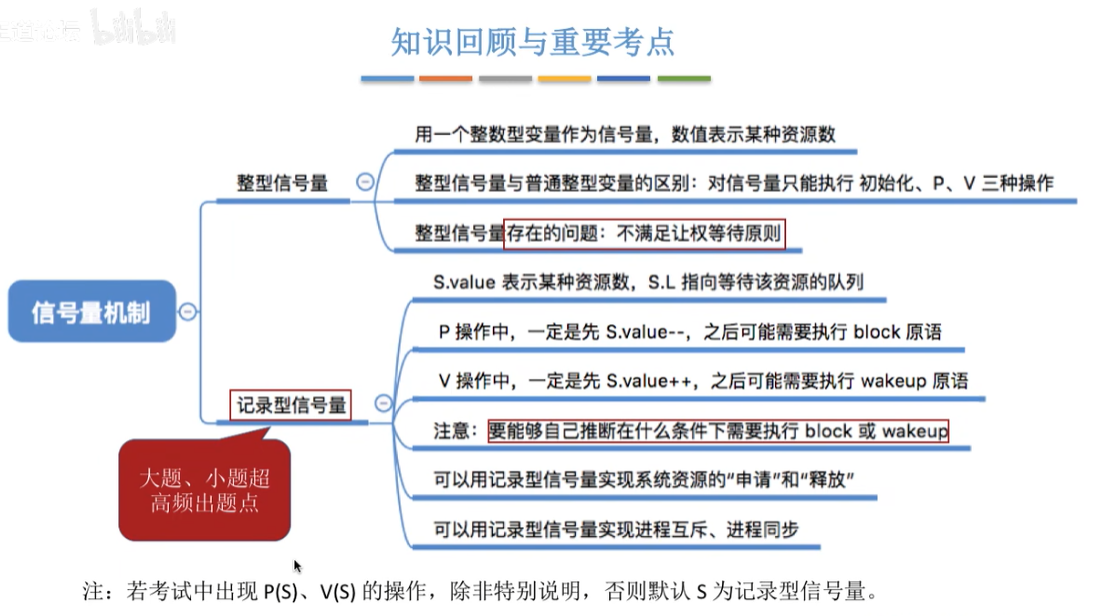 bilibili
知识回顾与重要考点
用一个整数型变量作为信号量，数值表示某种资源数
整型信号量
整型信号量与普通整型变量的区别：对信号量只能执行 初始化、P、V 三种操作
整型信号量存在的问题：不满足让权等待原则
信号量机制
S.value 表示某种资源数，S.L 指向等待该资源的队列
P 操作中，一定是先 S.value--，之后可能需要执行 block 原语
V 操作中，一定是先 S.value++，之后可能需要执行 wakeup 原语
记录型信号量
注意：要能够自己推断在什么条件下需要执行 block 或 wakeup
大题、小题超
高频出题点
可以用记录型信号量实现系统资源的“申请”和“释放”
可以用记录型信号量实现进程互斥、进程同步
注：若考试中出现 P(S)、V(S) 的操作，除非特别说明，否则默认 S 为记录型信号量。